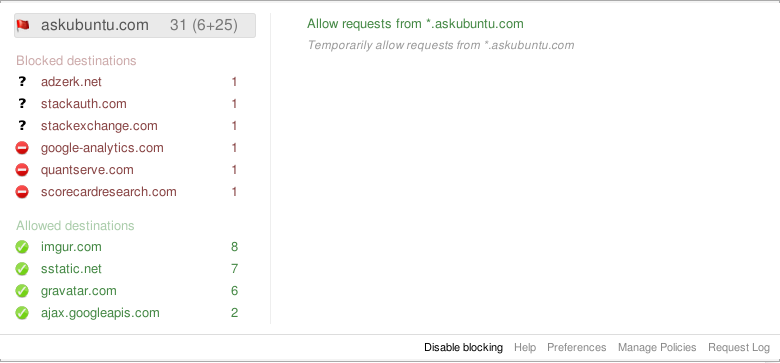 askubuntu.com 31 (6+25)
Blocked destinations
? adzerk.net 1
? stackauth.com 1
? stackexchange.com 1
google-analytics.com 1
quantserve.com 1
scorecardresearch.com 1
Allowed destinations
imgur.com 8
sstatic.net 7
gravatar.com 6
ajax.googleapis.com 2
Allow requests from *.askubuntu.com
Temporarily allow requests from *.askubuntu.com
Disable blocking Help Preferences Manage Policies Request Log